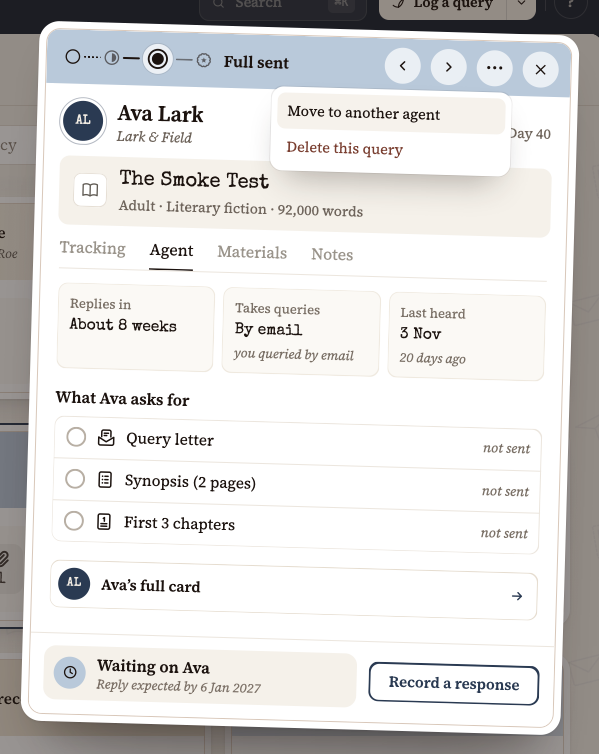 Search
⌘K
Log a query
?
Full sent
AL
Ava Lark
Lark & Field
Move to another agent
Day 40
Delete this query
The Smoke Test
Adult · Literary fiction · 92,000 words
Tracking
Agent
Materials
Notes
Replies in
About 8 weeks
Takes queries
By email
you queried by email
Last heard
3 Nov
20 days ago
What Ava asks for
Query letter
not sent
Synopsis (2 pages)
not sent
First 3 chapters
not sent
AL
Ava's full card
Waiting on Ava
Reply expected by 6 Jan 2027
Record a response
Roe